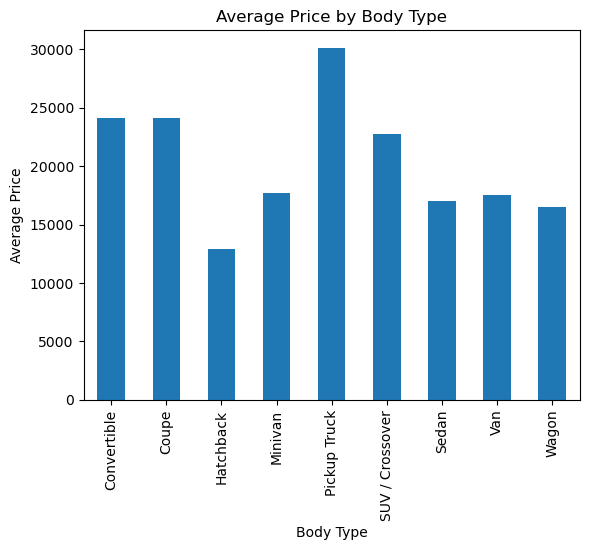 Average Price by Body Type
30000
25000
20000
15000
10000
5000
0
Average Price
Convertible
Coupe
Hatchback
Minivan
Pickup Truck
SUV / Crossover
Sedan
Van
Wagon
Body Type